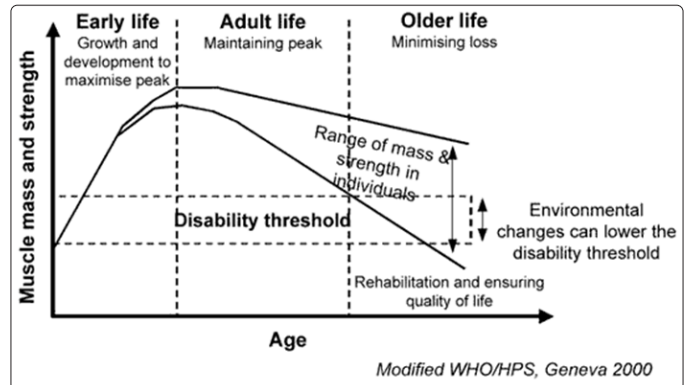 Early life
Growth and
development to
maximise peak
Adult life
Maintaining peak
Older life
Minimising loss
Muscle mass and strength
Range of mass &
strength in
individuals
Disability threshold
Environmental
changes can lower the
disability threshold
Rehabilitation and ensuring
quality of life
Age
Modified WHO/HPS, Geneva 2000